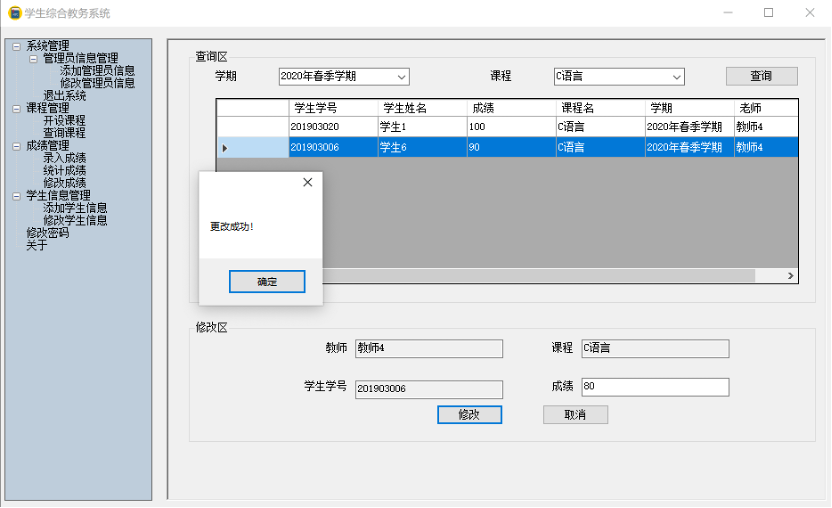 学生综合教务系统
系统管理
管理员信息管理
添加管理员信息
修改管理员信息
退出系统
课程管理
开设课程
查询课程
成绩管理
录入成绩
统计成绩
修改成绩
学生信息管理
添加学生信息
修改学生信息
修改密码
关于
查询区
学期 2020年春季学期 课程 C语言 查询
学生学号 学生姓名 成绩 课程名 学期 老师
201903020 学生1 100 C语言 2020年春季学期 教师4
201903006 学生6 90 C语言 2020年春季学期 教师4
更改成功!
确定
修改区
教师 教师4 课程 C语言
学生学号 201903006 成绩 80
修改 取消